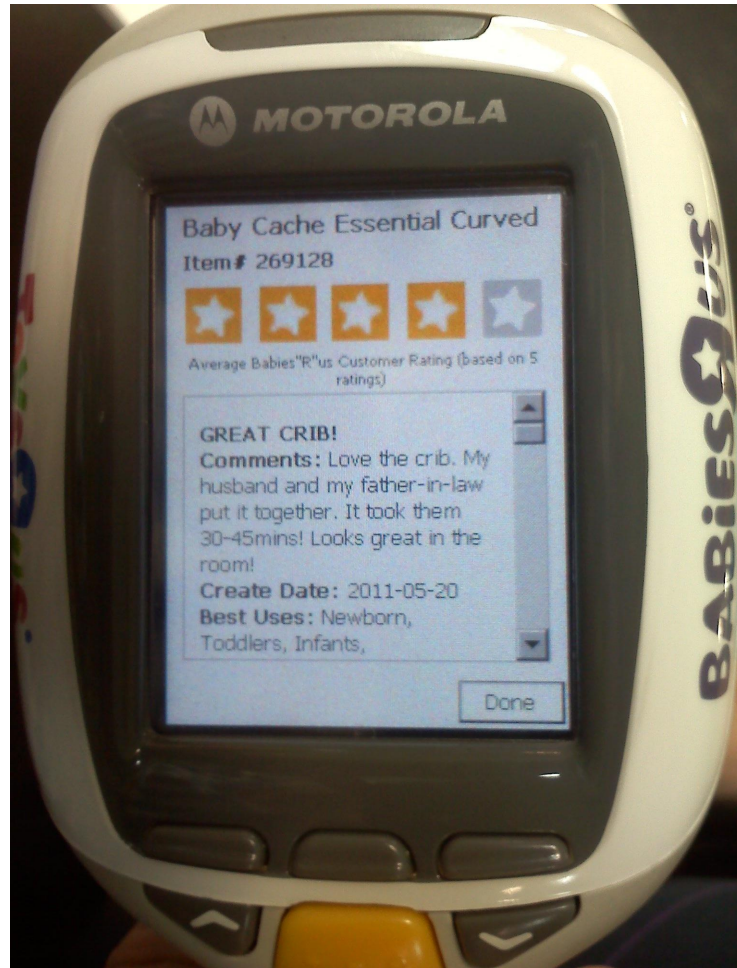 MOTOROLA
Baby Cache Essential Curved
Item# 269128
Average Babies"R"us Customer Rating (based on 5
ratings)
GREAT CRIB!
Comments: Love the crib. My
husband and my father-in-law
put it together. It took them
30-45mins! Looks great in the
room!
Create Date: 2011-05-20
Best Uses: Newborn,
Toddlers, Infants,
Done
TOYS R US
BABiES R US®